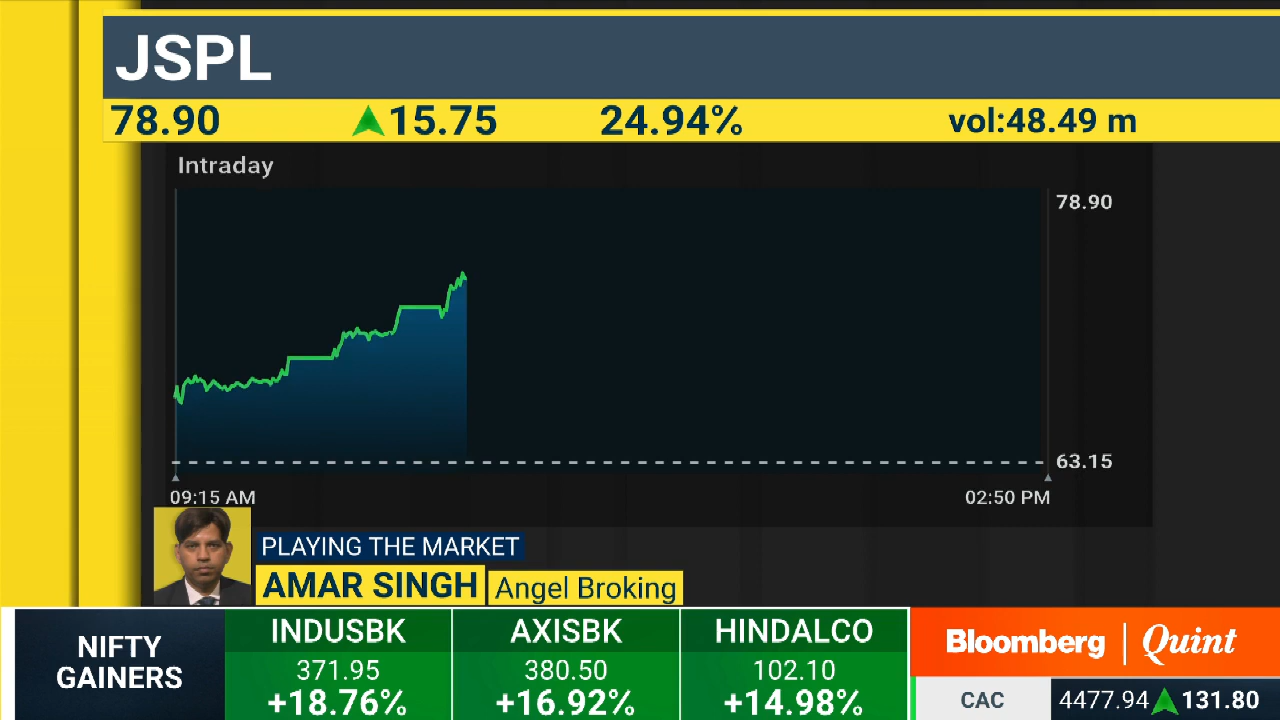 JSPL
78.90 15.75 24.94% vol:48.49 m
Intraday
78.90
63.15
09:15 AM 02:50 PM
PLAYING THE MARKET
AMAR SINGH Angel Broking
NIFTY GAINERS
INDUSBK
371.95
+18.76%
AXISBK
380.50
+16.92%
HINDALCO
102.10
+14.98%
Bloomberg | Quint
CAC 4477.94 131.80